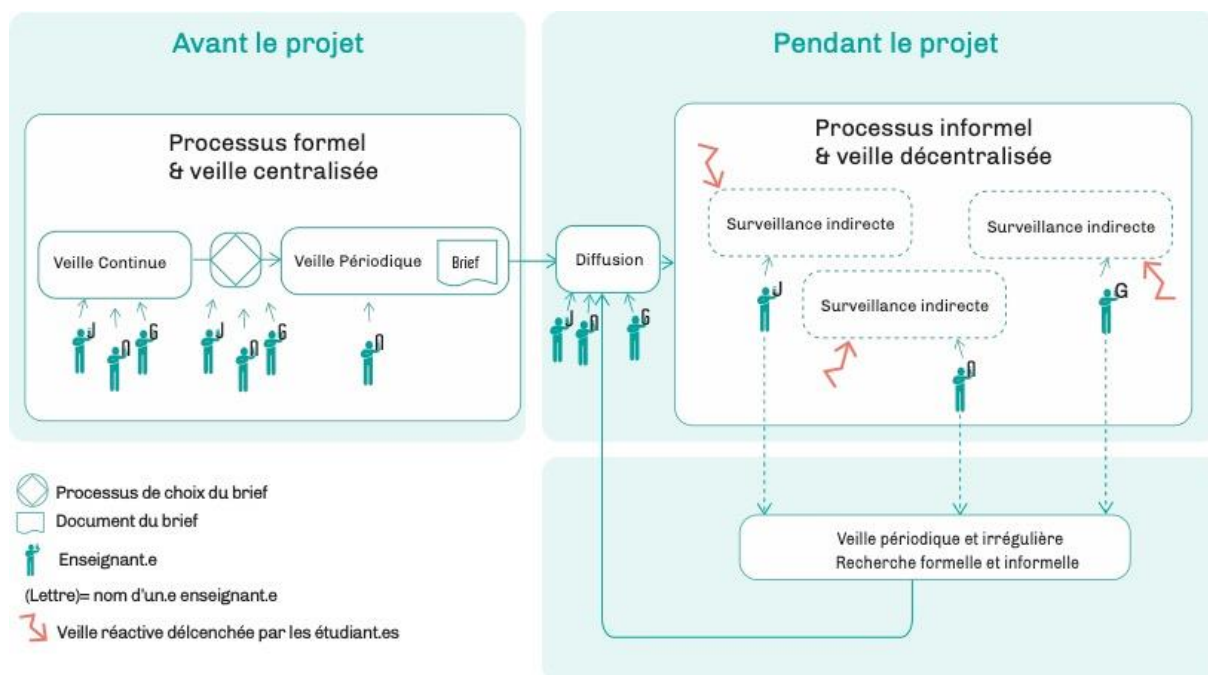 Avant le projet
Pendant le projet
Processus formel
& veille centralisée
Processus informel
& veille décentralisée
Veille Continue
Veille Périodique
Brief
Diffusion
Surveillance indirecte
Surveillance indirecte
Surveillance indirecte
J
G
J
G
J
G
J
G
Processus de choix du brief
Document du brief
Enseignant.e
(Lettre)= nom d'un.e enseignant.e
Veille réactive délcenchée par les étudiant.es
Veille périodique et irrégulière
Recherche formelle et informelle